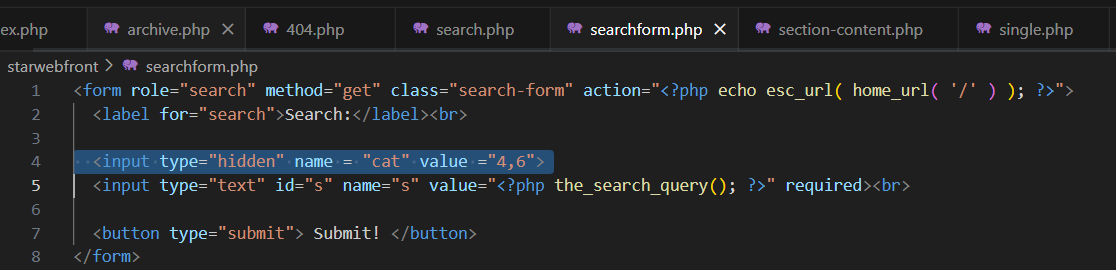 ex.php archive.php × 404.php search.php searchform.php × section-content.php single.php
starwebfront > searchform.php
1 <form role="search" method="get" class="search-form" action="<?php echo esc_url( home_url( '/' ) ); ?>">
2 <label for="search">Search:</label><br>
3
4 <input type="hidden" name = "cat" value ="4,6">
5 <input type="text" id="s" name="s" value="<?php the_search_query(); ?>" required><br>
6
7 <button type="submit"> Submit! </button>
8 </form>